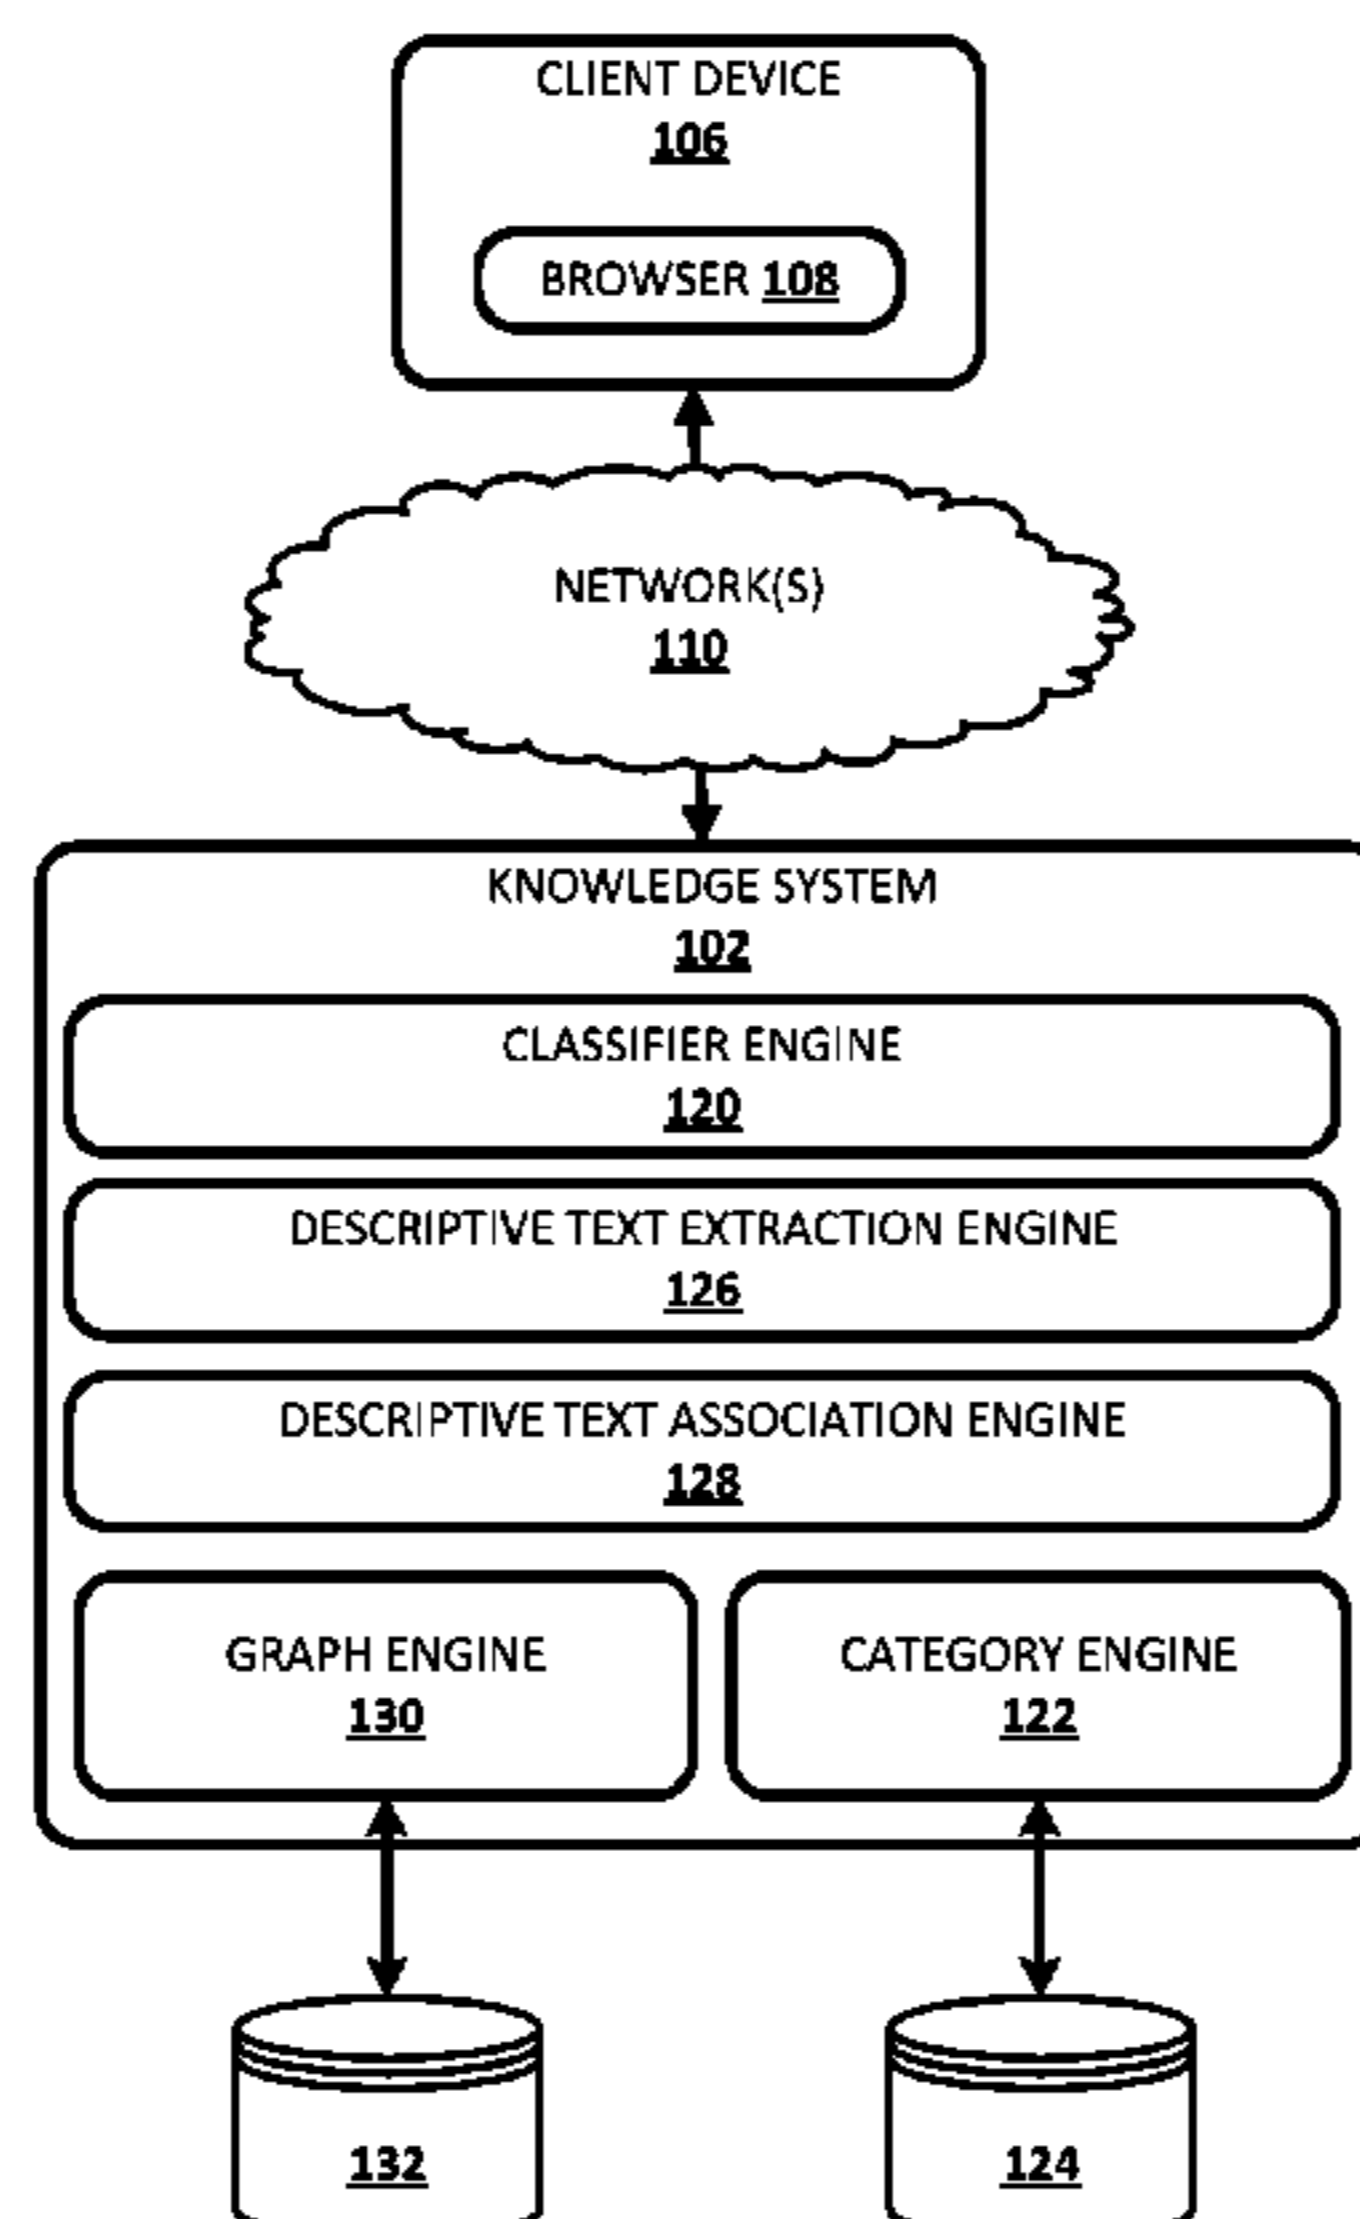 CLIENT DEVICE
106
BROWSER 108
NETWORK(S)
110
KNOWLEDGE SYSTEM
102
CLASSIFIER ENGINE
120
DESCRIPTIVE TEXT EXTRACTION ENGINE
126
DESCRIPTIVE TEXT ASSOCIATION ENGINE
128
GRAPH ENGINE
130
CATEGORY ENGINE
122
132
124